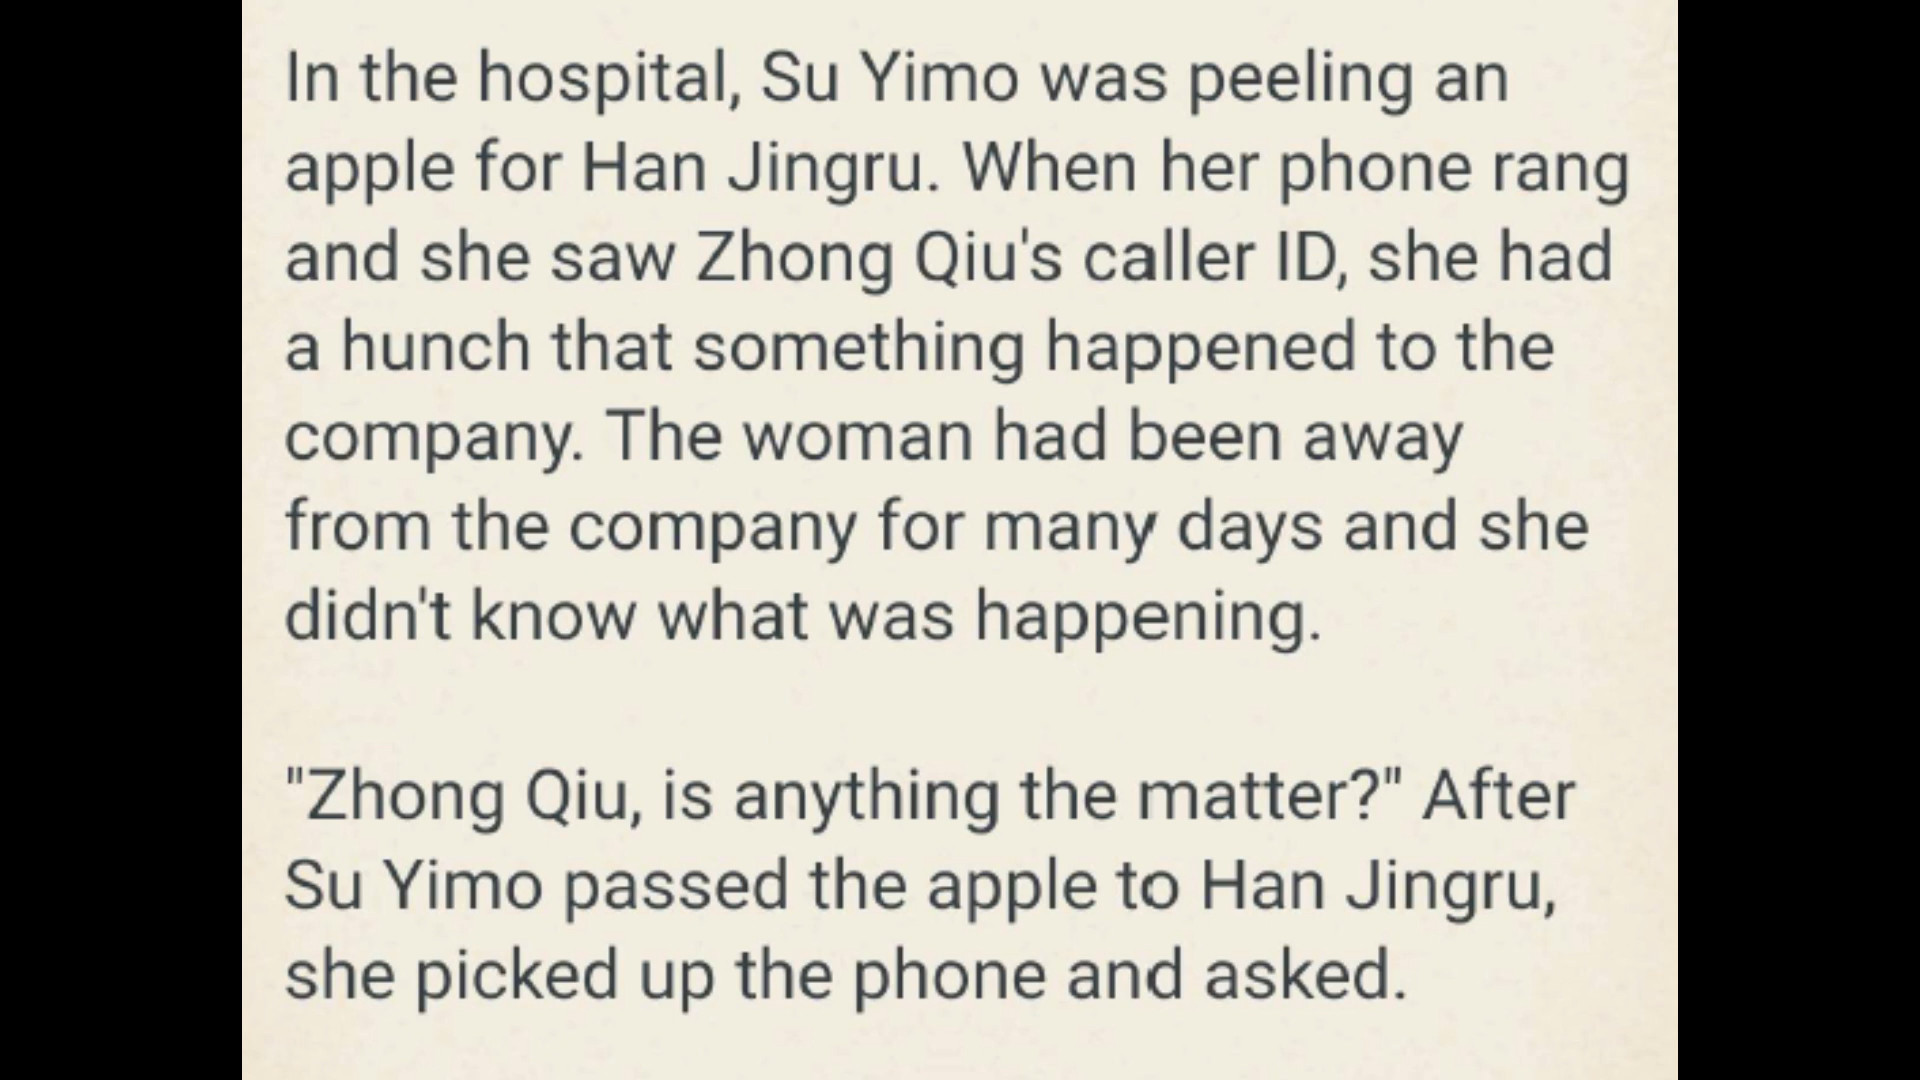 In the hospital, Su Yimo was peeling an
apple for Han Jingru. When her phone rang
and she saw Zhong Qiu's caller ID, she had
a hunch that something happened to the
company. The woman had been away
from the company for many days and she
didn't know what was happening.
"Zhong Qiu, is anything the matter?" After
Su Yimo passed the apple to Han Jingru,
she picked up the phone and asked.